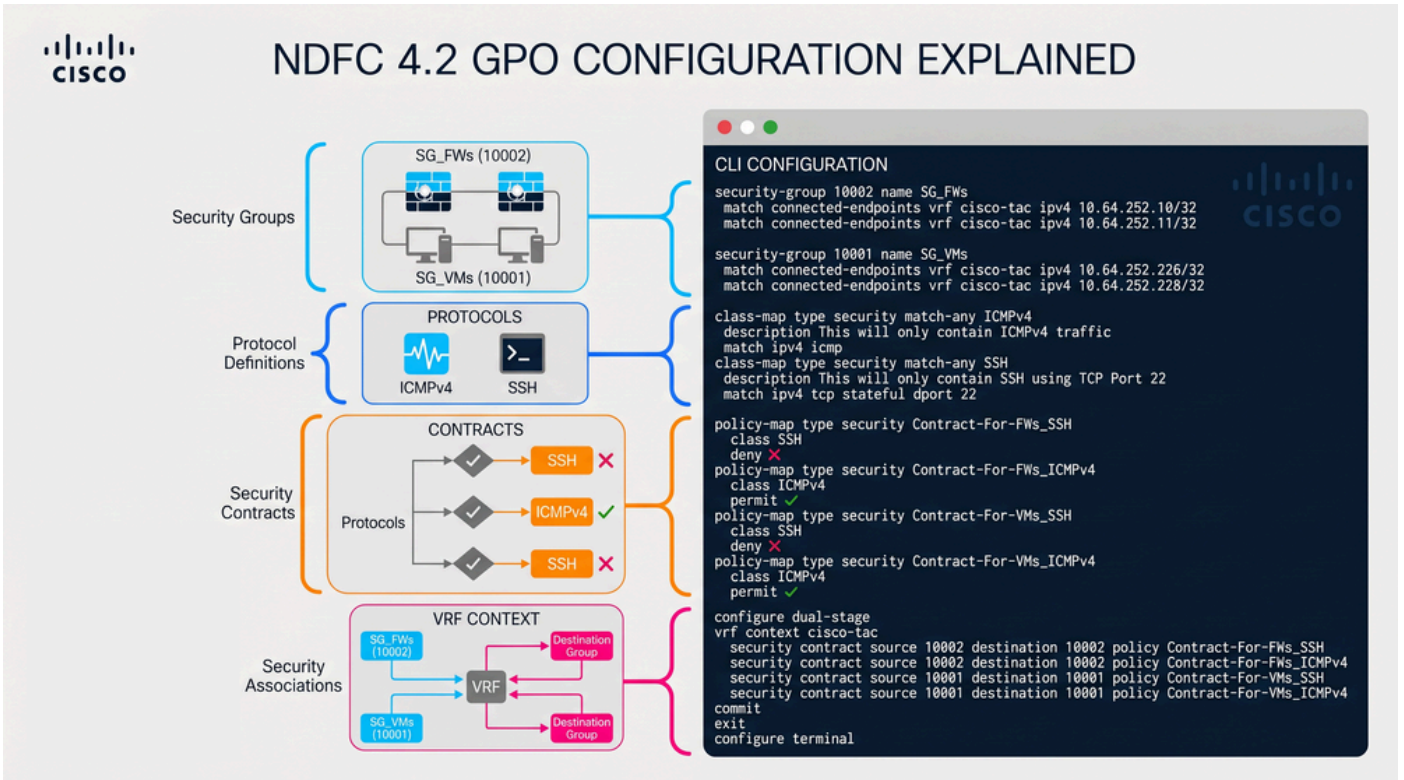 CISCO
NDFC 4.2 GPO CONFIGURATION EXPLAINED
Security Groups
SG_FWs (10002)
SG_VMs (10001)
Protocol
Definitions
PROTOCOLS
ICMPv4
SSH
Security
Contracts
CONTRACTS
Protocols
SSH
ICMPv4
SSH
Security
Associations
VRF CONTEXT
SG_FWs
(10002)
SG_VMs
(10001)
VRF
Destination
Group
Destination
Group
CLI CONFIGURATION
CISCO
security-group 10002 name SG_FWs
match connected-endpoints vrf cisco-tac ipv4 10.64.252.10/32
match connected-endpoints vrf cisco-tac ipv4 10.64.252.11/32
security-group 10001 name SG_VMs
match connected-endpoints vrf cisco-tac ipv4 10.64.252.226/32
match connected-endpoints vrf cisco-tac ipv4 10.64.252.228/32
class-map type security match-any ICMPv4
description This will only contain ICMPv4 traffic
match ipv4 icmp
class-map type security match-any SSH
description This will only contain SSH using TCP Port 22
match ipv4 tcp stateful dport 22
policy-map type security Contract-For-FWs_SSH
class SSH
deny
policy-map type security Contract-For-FWs_ICMPv4
class ICMPv4
permit
policy-map type security Contract-For-VMs_SSH
class SSH
deny
policy-map type security Contract-For-VMs_ICMPv4
class ICMPv4
permit
configure dual-stage
vrf context cisco-tac
security contract source 10002 destination 10002 policy Contract-For-FWs_SSH
security contract source 10002 destination 10002 policy Contract-For-FWs_ICMPv4
security contract source 10001 destination 10001 policy Contract-For-VMs_SSH
security contract source 10001 destination 10001 policy Contract-For-VMs_ICMPv4
commit
exit
configure terminal